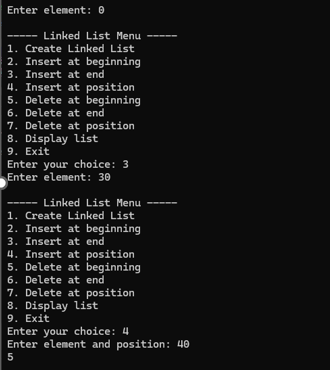 Enter element: 0
----- Linked List Menu -----
1. Create Linked List
2. Insert at beginning
3. Insert at end
4. Insert at position
5. Delete at beginning
6. Delete at end
7. Delete at position
8. Display list
9. Exit
Enter your choice: 3
Enter element: 30
----- Linked List Menu -----
1. Create Linked List
2. Insert at beginning
3. Insert at end
4. Insert at position
5. Delete at beginning
6. Delete at end
7. Delete at position
8. Display list
9. Exit
Enter your choice: 4
Enter element and position: 40
5